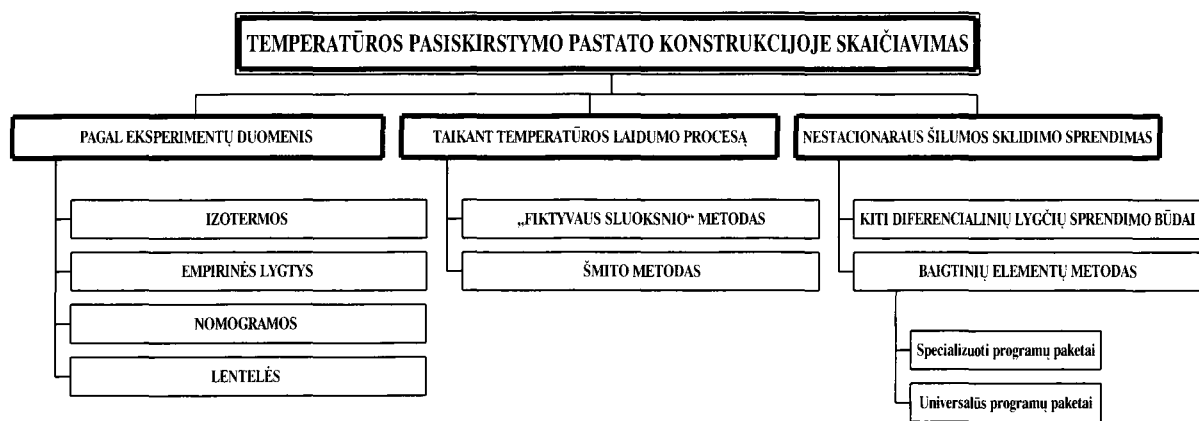 TEMPERATŪROS PASISKIRSTYMO PASTATO KONSTRUKCIJOJE SKAIČIAVIMAS
PAGAL EKSPERIMENTŲ DUOMENIS
IZOTERMOS
EMPIRINĖS LYGTYS
NOMOGRAMOS
LENTELĖS
TAIKANT TEMPERATŪROS LAIDUMO PROCESĄ
„FIKTYVAUS SLUOKSNIO“ METODAS
ŠMITO METODAS
NESTACIONARAUS ŠILUMOS SKLIDIMO SPRENDIMAS
KITI DIFERENCIALINIŲ LYGČIŲ SPRENDIMO BŪDAI
BAIGTINIŲ ELEMENTŲ METODAS
Specializuoti programų paketai
Universalūs programų paketai